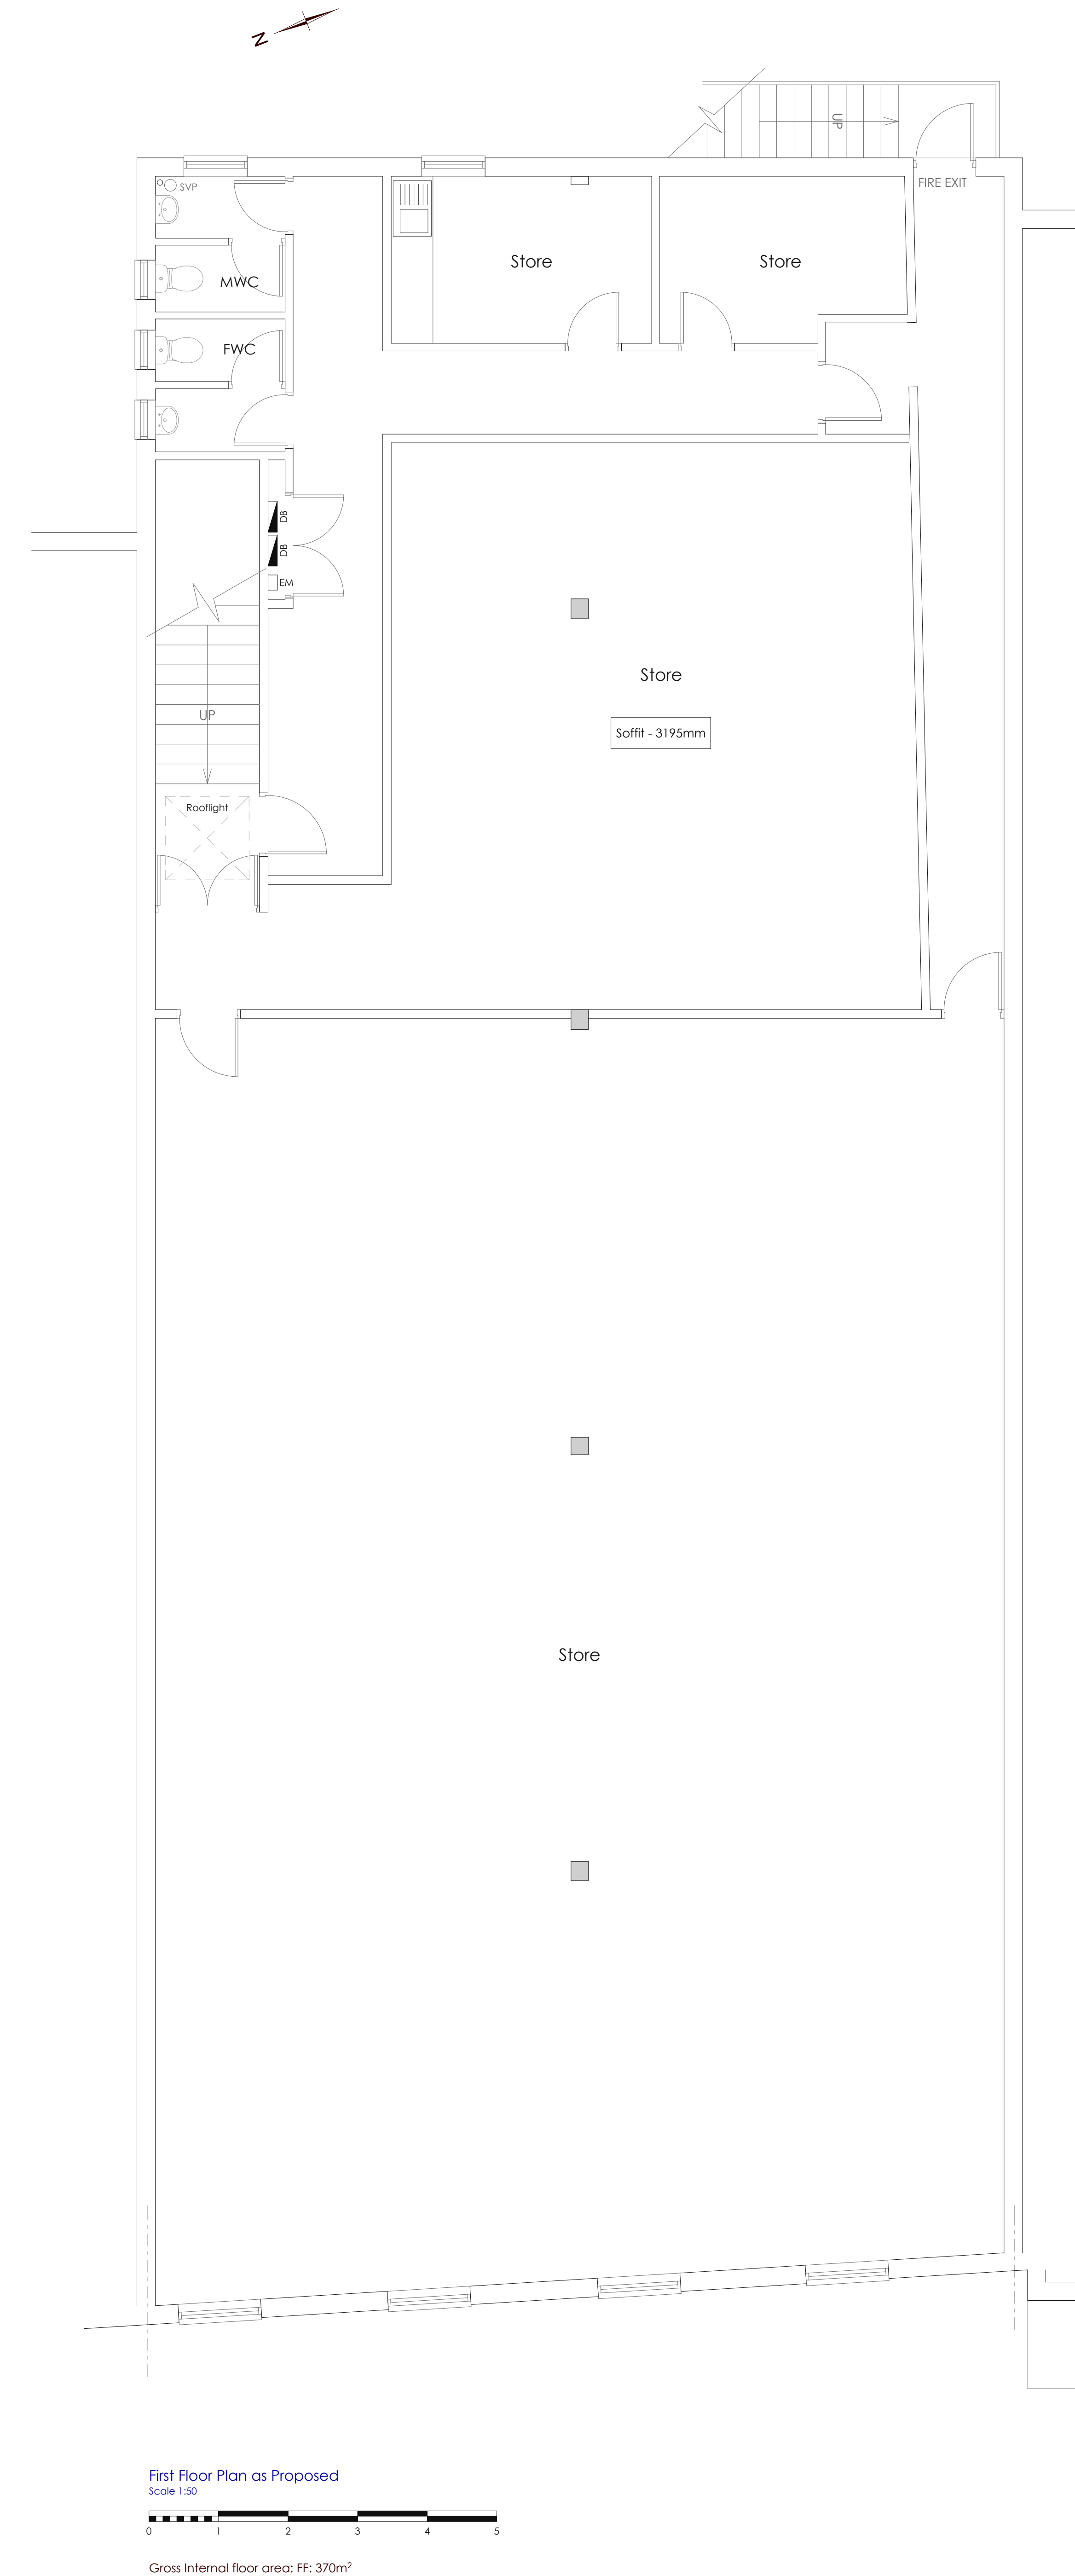 N
UP
SVP
FIRE EXIT
Store
Store
MWC
FWC
DB
DB
EM
Store
UP
Soffit - 3195mm
Rooflight
Store
First Floor Plan as Proposed
Scale 1:50
0 1 2 3 4 5
Gross Internal floor area: FF: 370m²